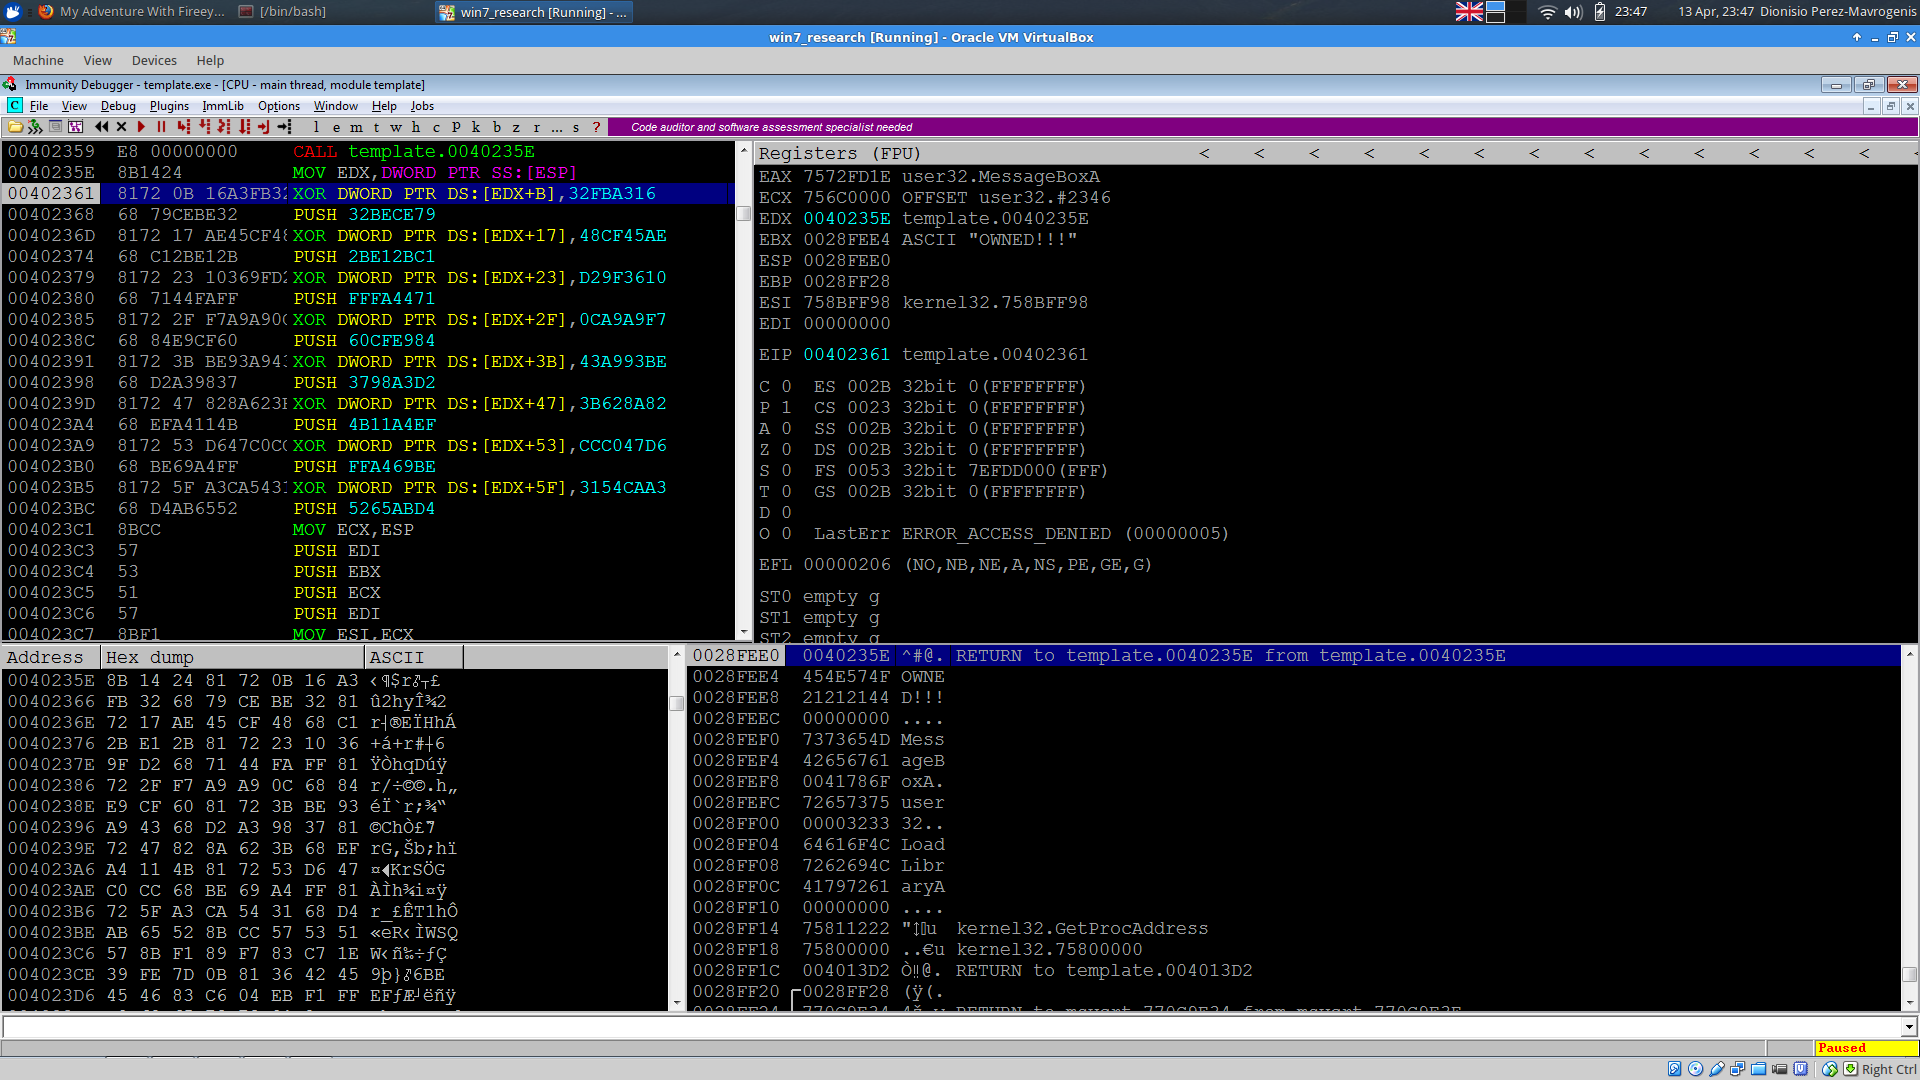 My Adventure With Fireey... [/bin/bash] win7_research [Running] - ... 23:47 13 Apr, 23:47 Dionisio Perez-Mavrogenis
win7_research [Running] - Oracle VM VirtualBox
Machine View Devices Help
Immunity Debugger - template.exe - [CPU - main thread, module template]
C File View Debug Plugins ImmLib Options Window Help Jobs
l e m t w h c P k b z r ... s ? Code auditor and software assessment specialist needed
00402359 E8 00000000 CALL template.0040235E
0040235E 8B1424 MOV EDX,DWORD PTR SS:[ESP]
00402361 8172 0B 16A3FB32 XOR DWORD PTR DS:[EDX+B],32FBA316
00402368 68 79CEBE32 PUSH 32BECE79
0040236D 8172 17 AE45CF48 XOR DWORD PTR DS:[EDX+17],48CF45AE
00402374 68 C12BE12B PUSH 2BE12BC1
00402379 8172 23 10369FD2 XOR DWORD PTR DS:[EDX+23],D29F3610
00402380 68 7144FAFF PUSH FFFA4471
00402385 8172 2F F7A9A90C XOR DWORD PTR DS:[EDX+2F],0CA9A9F7
0040238C 68 84E9CF60 PUSH 60CFE984
00402391 8172 3B BE93A943 XOR DWORD PTR DS:[EDX+3B],43A993BE
00402398 68 D2A39837 PUSH 3798A3D2
0040239D 8172 47 828A623B XOR DWORD PTR DS:[EDX+47],3B628A82
004023A4 68 EFA4114B PUSH 4B11A4EF
004023A9 8172 53 D647C0CC XOR DWORD PTR DS:[EDX+53],CCC047D6
004023B0 68 BE69A4FF PUSH FFA469BE
004023B5 8172 5F A3CA5431 XOR DWORD PTR DS:[EDX+5F],3154CAA3
004023BC 68 D4AB6552 PUSH 5265ABD4
004023C1 8BCC MOV ECX,ESP
004023C3 57 PUSH EDI
004023C4 53 PUSH EBX
004023C5 51 PUSH ECX
004023C6 57 PUSH EDI
004023C7 8BF1 MOV ESI,ECX
Registers (FPU) < < < < < < < < < < < < < <
EAX 7572FD1E user32.MessageBoxA
ECX 756C0000 OFFSET user32.#2346
EDX 0040235E template.0040235E
EBX 0028FEE4 ASCII "OWNED!!!"
ESP 0028FEE0
EBP 0028FF28
ESI 758BFF98 kernel32.758BFF98
EDI 00000000
EIP 00402361 template.00402361
C 0 ES 002B 32bit 0(FFFFFFFF)
P 1 CS 0023 32bit 0(FFFFFFFF)
A 0 SS 002B 32bit 0(FFFFFFFF)
Z 0 DS 002B 32bit 0(FFFFFFFF)
S 0 FS 0053 32bit 7EFDD000(FFF)
T 0 GS 002B 32bit 0(FFFFFFFF)
D 0
O 0 LastErr ERROR_ACCESS_DENIED (00000005)
EFL 00000206 (NO,NB,NE,A,NS,PE,GE,G)
ST0 empty g
ST1 empty g
ST2 empty g
Address Hex dump ASCII
0040235E 8B 14 24 81 72 0B 16 A3
00402366 FB 32 68 79 CE BE 32 81 û2hyÎ¾2
0040236E 72 17 AE 45 CF 48 68 C1 r┤®EÏHhÁ
00402376 2B E1 2B 81 72 23 10 36 +á+r#┼6
0040237E 9F D2 68 71 44 FA FF 81 ŸÒhqDúÿ
00402386 72 2F F7 A9 A9 0C 68 84 r/÷©©.h„
0040238E E9 CF 60 81 72 3B BE 93 éÏ`r;¾“
00402396 A9 43 68 D2 A3 98 37 81 ©ChÒ£˜7
0040239E 72 47 82 8A 62 3B 68 EF rG‚Šb;hï
004023A6 A4 11 4B 81 72 53 D6 47 ¤◄KrSÖG
004023AE C0 CC 68 BE 69 A4 FF 81 ÀÌh¾i¤ÿ
004023B6 72 5F A3 CA 54 31 68 D4 r_£ÊT1hÔ
004023BE AB 65 52 8B CC 57 53 51 «eR‹ÌWSQ
004023C6 57 8B F1 89 F7 83 C7 1E W‹ñ‰÷ƒÇ
004023CE 39 FE 7D 0B 81 36 42 45 9þ}♂6BE
004023D6 45 46 83 C6 04 EB F1 FF EFƒÆ┘ëñÿ
0028FEE0 0040235E ^#@. RETURN to template.0040235E from template.0040235E
0028FEE4 454E574F OWNE
0028FEE8 21212144 D!!!
0028FEEC 00000000 ....
0028FEF0 7373654D Mess
0028FEF4 42656761 ageB
0028FEF8 0041786F oxA.
0028FEFC 72657375 user
0028FF00 00003233 32..
0028FF04 64616F4C Load
0028FF08 7262694C Libr
0028FF0C 41797261 aryA
0028FF10 00000000 ....
0028FF14 75811222 kernel32.GetProcAddress
0028FF18 75800000 ..€u kernel32.75800000
0028FF1C 004013D2 Ò‼@. RETURN to template.004013D2
0028FF20 0028FF28 (ÿ(.
Paused
Right Ctrl